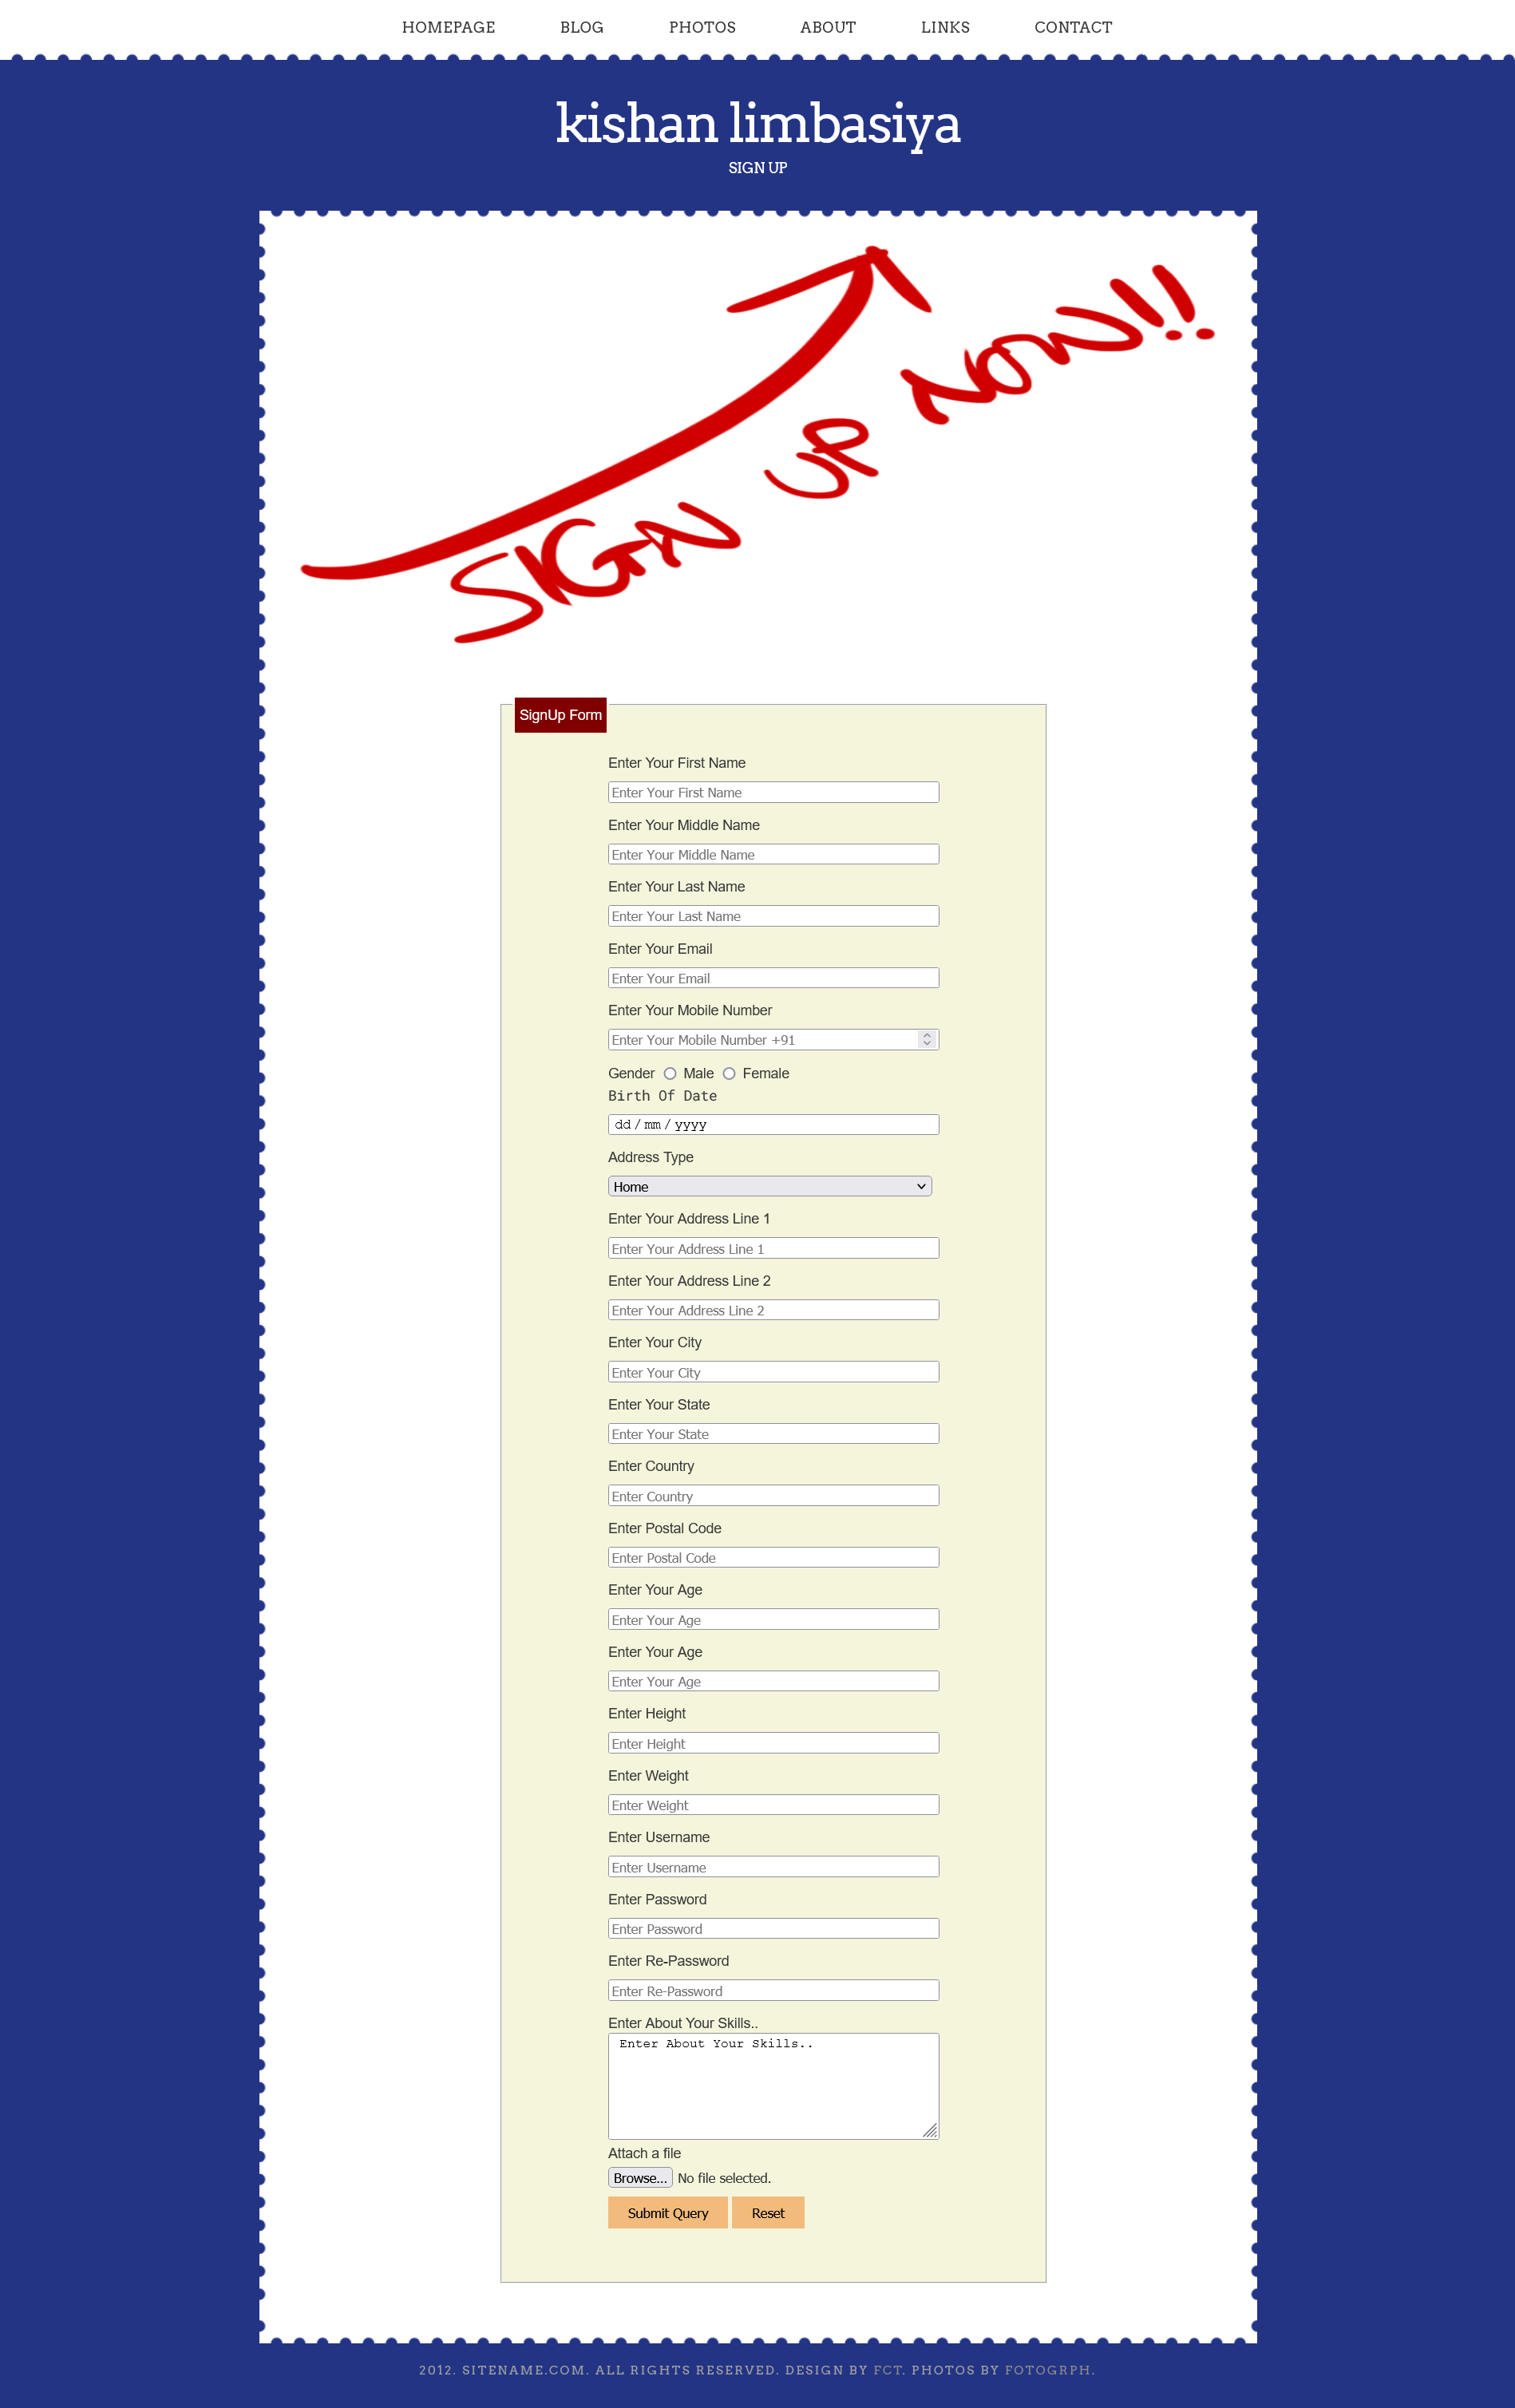 HOMEPAGE BLOG PHOTOS ABOUT LINKS CONTACT
kishan limbasiya
SIGN UP
SIGN UP NOW!!
SignUp Form
Enter Your First Name
Enter Your First Name
Enter Your Middle Name
Enter Your Middle Name
Enter Your Last Name
Enter Your Last Name
Enter Your Email
Enter Your Email
Enter Your Mobile Number
Enter Your Mobile Number +91
Gender Male Female
Birth Of Date
dd / mm / yyyy
Address Type
Home
Enter Your Address Line 1
Enter Your Address Line 1
Enter Your Address Line 2
Enter Your Address Line 2
Enter Your City
Enter Your City
Enter Your State
Enter Your State
Enter Country
Enter Country
Enter Postal Code
Enter Postal Code
Enter Your Age
Enter Your Age
Enter Your Age
Enter Your Age
Enter Height
Enter Height
Enter Weight
Enter Weight
Enter Username
Enter Username
Enter Password
Enter Password
Enter Re-Password
Enter Re-Password
Enter About Your Skills..
Enter About Your Skills..
Attach a file
Browse... No file selected.
Submit Query Reset
2012. SITENAME.COM. ALL RIGHTS RESERVED. DESIGN BY FCT. PHOTOS BY FOTOGRPH.